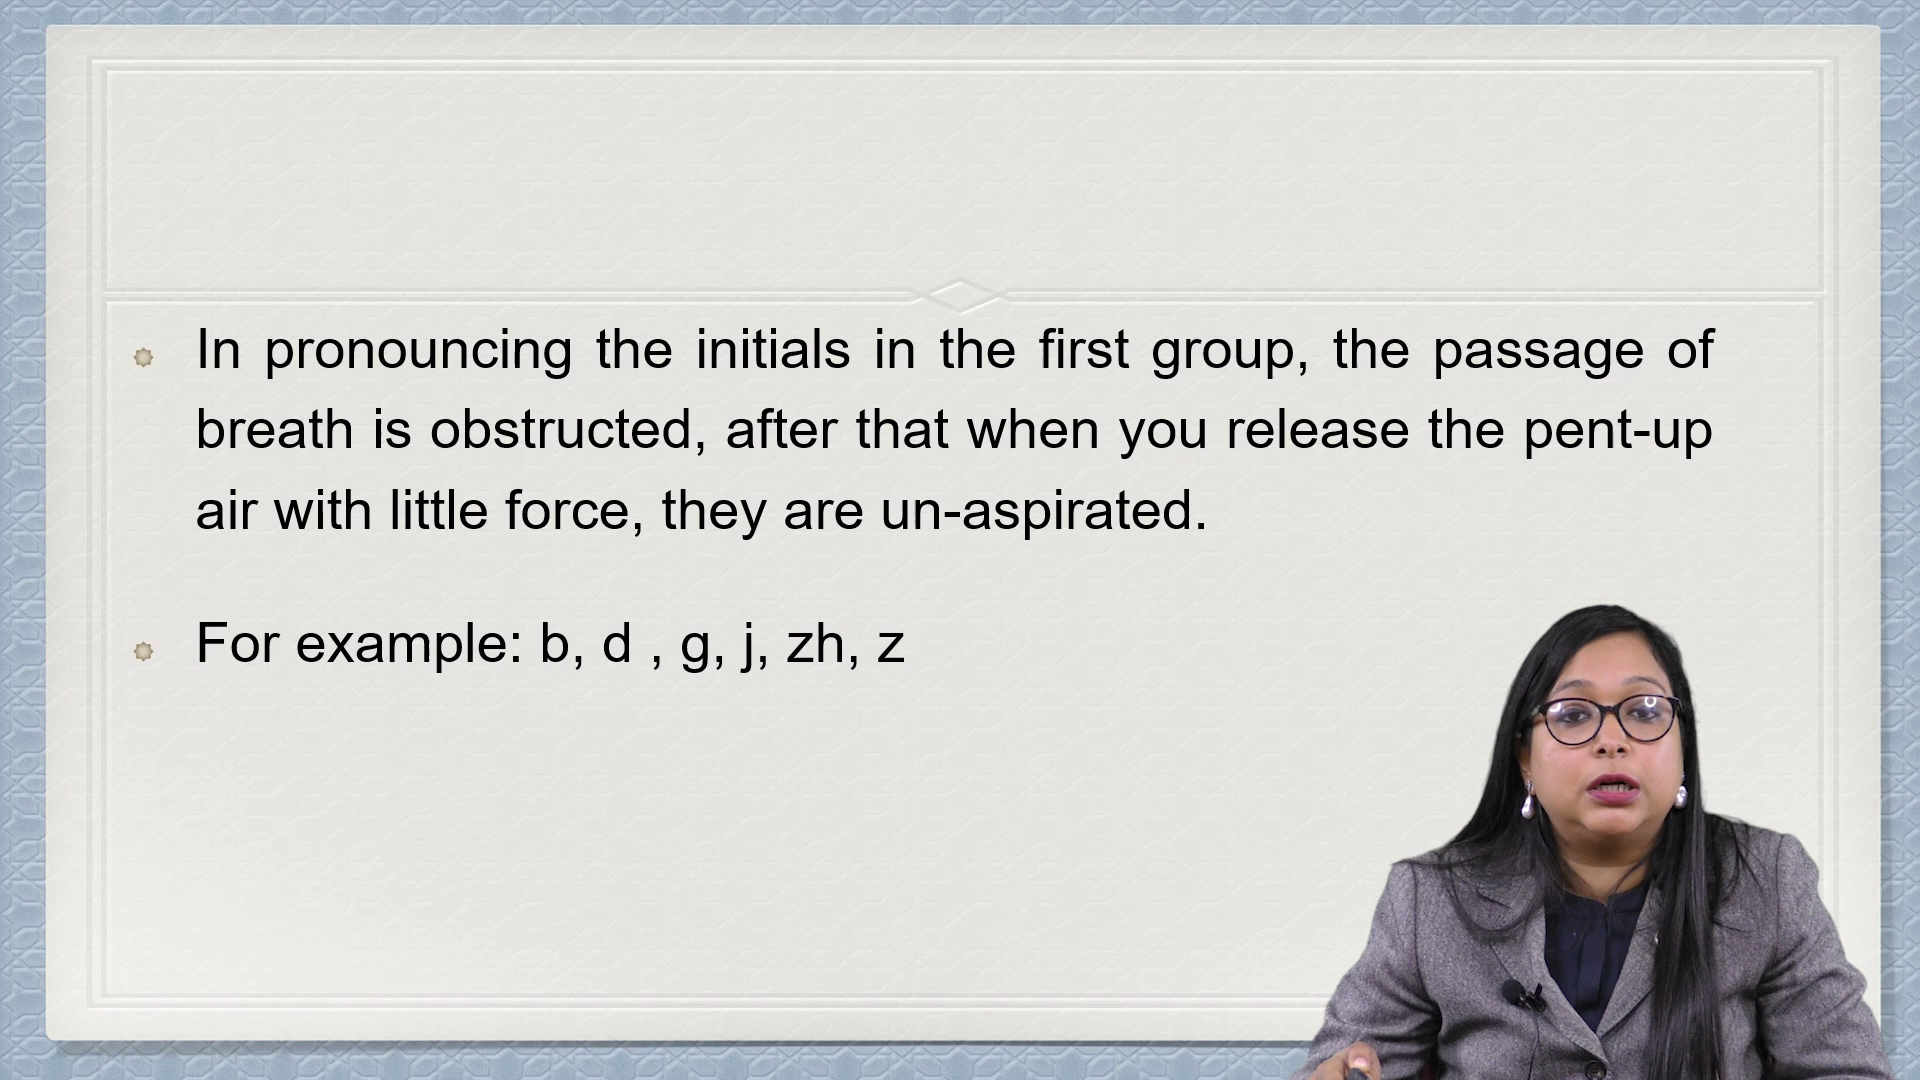 In pronouncing the initials in the first group, the passage of
breath is obstructed, after that when you release the pent-up
air with little force, they are un-aspirated.
For example: b, d , g, j, zh, z